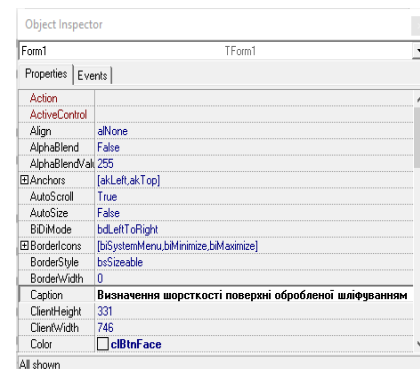 Object Inspector
Form1 TForm1
Properties Events
Action
ActiveControl
Align alNone
AlphaBlend False
AlphaBlendValu 255
Anchors [akLeft,akTop]
AutoScroll True
AutoSize False
BiDiMode bdLeftToRight
BorderIcons [biSystemMenu,biMinimize,biMaximize]
BorderStyle bsSizeable
BorderWidth 0
Caption Визначення шорсткості поверхні обробленої шліфуванням
ClientHeight 331
ClientWidth 746
Color clBtnFace
All shown